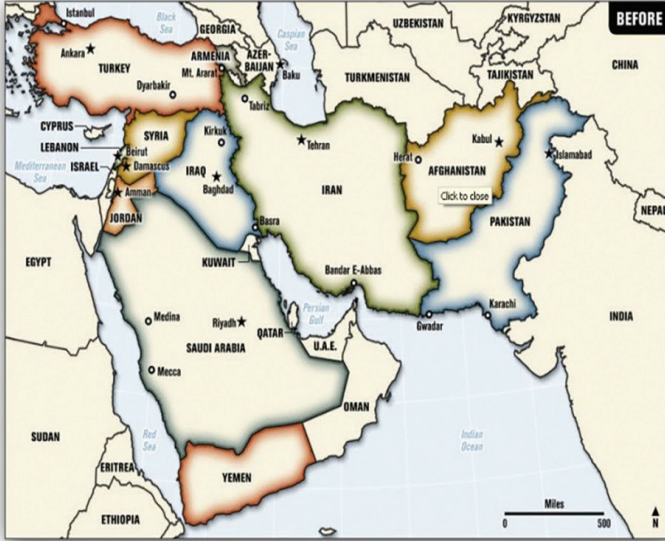 BEFORE
Istanbul
Black
Sea
GEORGIA
Caspian
Sea
UZBEKISTAN
KYRGYZSTAN
Ankara
TURKEY
ARMENIA
Mt. Ararat
AZER-
BAIJAN
Baku
TURKMENISTAN
TAJIKISTAN
CHINA
Dyarbakir
Tabriz
CYPRUS
SYRIA
Kirkuk
Tehran
Kabul
Islamabad
LEBANON
Beirut
Herat
Mediterranean
Sea
ISRAEL
Damascus
IRAQ
Baghdad
IRAN
AFGHANISTAN
Amman
Click to close
NEPA
JORDAN
Basra
PAKISTAN
EGYPT
KUWAIT
Bandar E-Abbas
Persian
Gulf
Karachi
Gwadar
INDIA
Medina
Riyadh
QATAR
U.A.E.
SAUDI ARABIA
Mecca
OMAN
SUDAN
Red
Sea
Indian
Ocean
ERITREA
YEMEN
ETHIOPIA
Miles
0
500
N